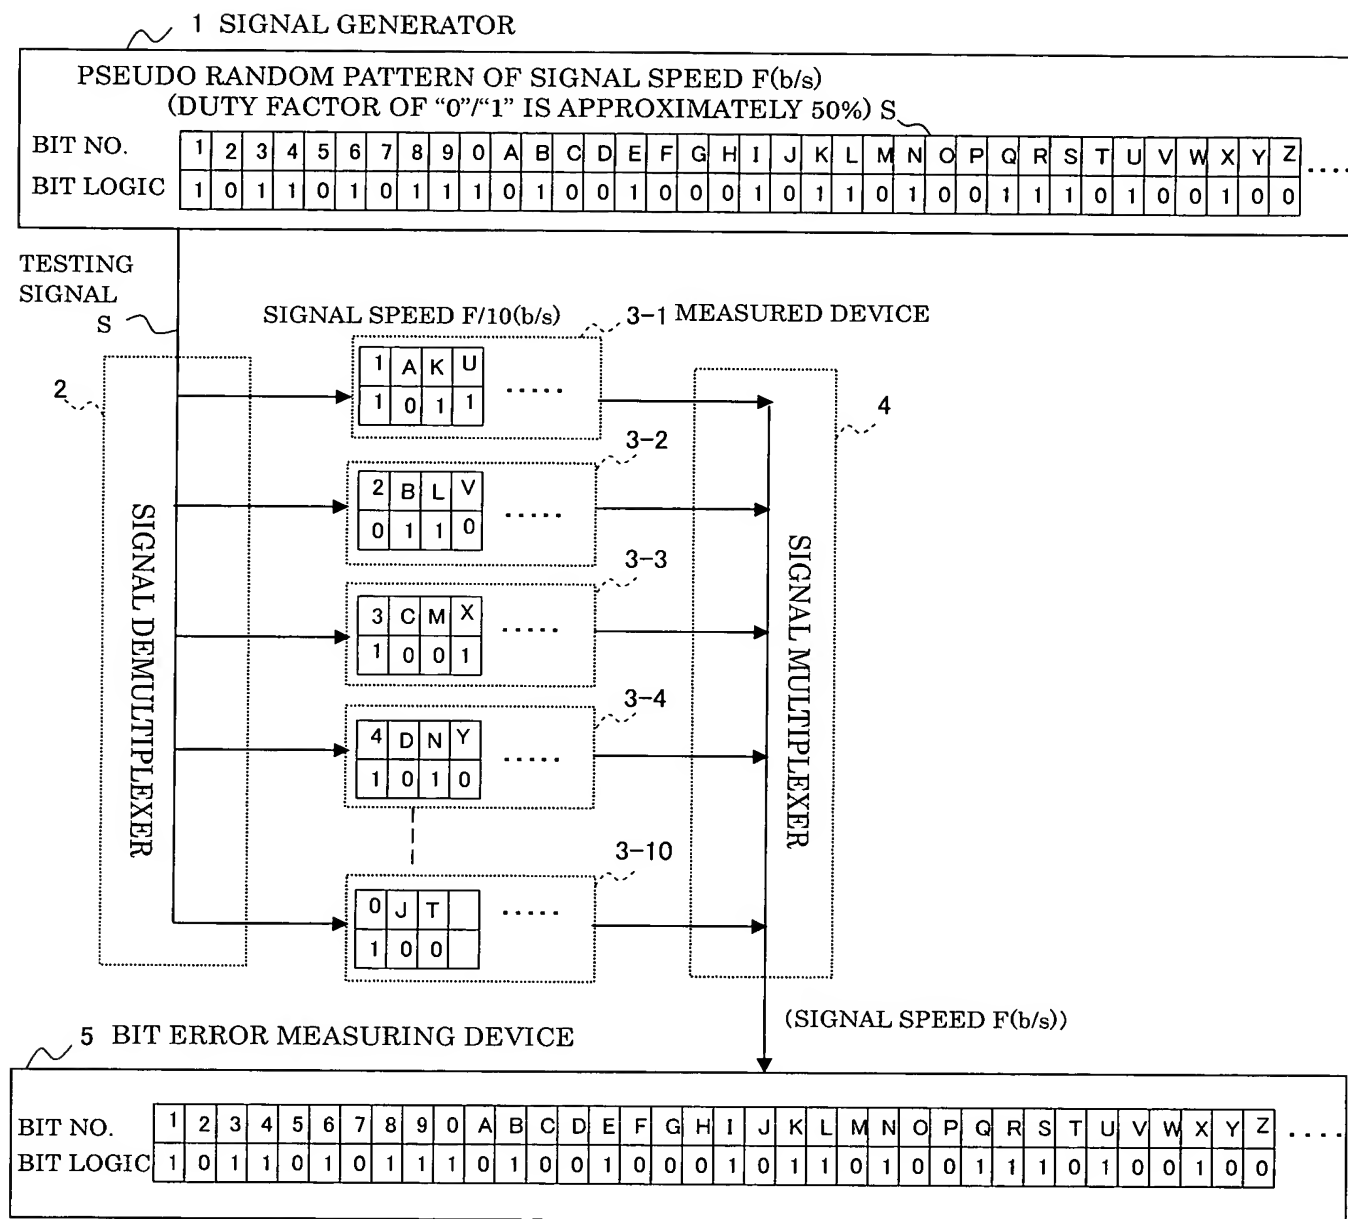 1 SIGNAL GENERATOR
PSEUDO RANDOM PATTERN OF SIGNAL SPEED F(b/s)
(DUTY FACTOR OF “0”/“1” IS APPROXIMATELY 50%) S
BIT NO. 1 2 3 4 5 6 7 8 9 0 A B C D E F G H I J K L M N O P Q R S T U V W X Y Z ....
BIT LOGIC 1 0 1 1 0 1 0 1 1 1 0 1 0 0 1 0 0 0 1 0 1 1 0 1 0 0 1 1 1 0 1 0 0 1 0 0
TESTING
SIGNAL
S
SIGNAL SPEED F/10(b/s)
3-1 MEASURED DEVICE
1 A K U
1 0 1 1 .....
2
4
3-2
2 B L V
0 1 1 0 .....
3-3
3 C M X
1 0 0 1 .....
3-4
4 D N Y
1 0 1 0 .....
3-10
0 J T
1 0 0 .....
SIGNAL DEMULTIPLEXER
SIGNAL MULTIPLEXER
(SIGNAL SPEED F(b/s))
5 BIT ERROR MEASURING DEVICE
BIT NO. 1 2 3 4 5 6 7 8 9 0 A B C D E F G H I J K L M N O P Q R S T U V W X Y Z ....
BIT LOGIC 1 0 1 1 0 1 0 1 1 1 0 1 0 0 1 0 0 0 1 0 1 1 0 1 0 0 1 1 1 0 1 0 0 1 0 0